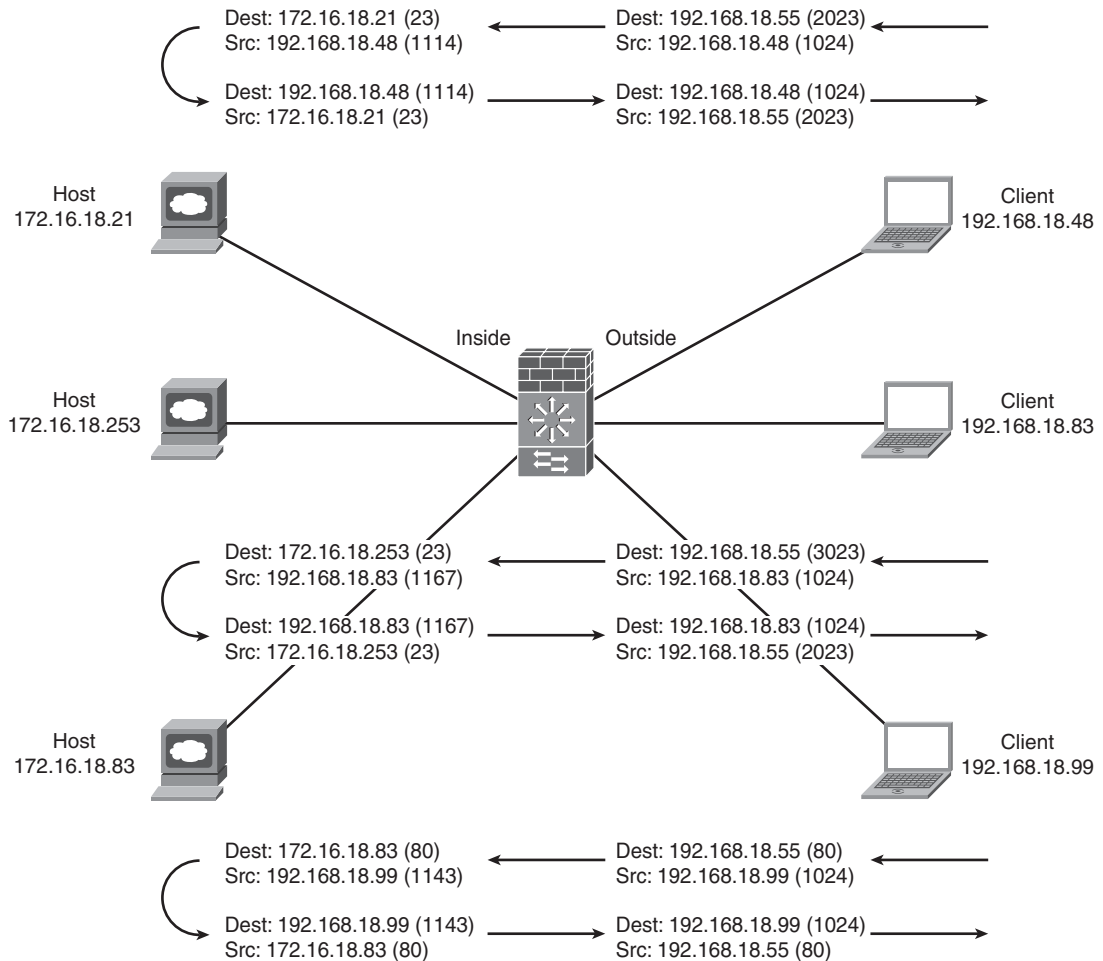 Dest: 172.16.18.21 (23)
Src: 192.168.18.48 (1114)
Dest: 192.168.18.55 (2023)
Src: 192.168.18.48 (1024)
Dest: 192.168.18.48 (1114)
Src: 172.16.18.21 (23)
Dest: 192.168.18.48 (1024)
Src: 192.168.18.55 (2023)
Host
172.16.18.21
Client
192.168.18.48
Inside
Outside
Host
172.16.18.253
Client
192.168.18.83
Dest: 172.16.18.253 (23)
Src: 192.168.18.83 (1167)
Dest: 192.168.18.55 (3023)
Src: 192.168.18.83 (1024)
Dest: 192.168.18.83 (1167)
Src: 172.16.18.253 (23)
Dest: 192.168.18.83 (1024)
Src: 192.168.18.55 (2023)
Host
172.16.18.83
Client
192.168.18.99
Dest: 172.16.18.83 (80)
Src: 192.168.18.99 (1143)
Dest: 192.168.18.55 (80)
Src: 192.168.18.99 (1024)
Dest: 192.168.18.99 (1143)
Src: 172.16.18.83 (80)
Dest: 192.168.18.99 (1024)
Src: 192.168.18.55 (80)